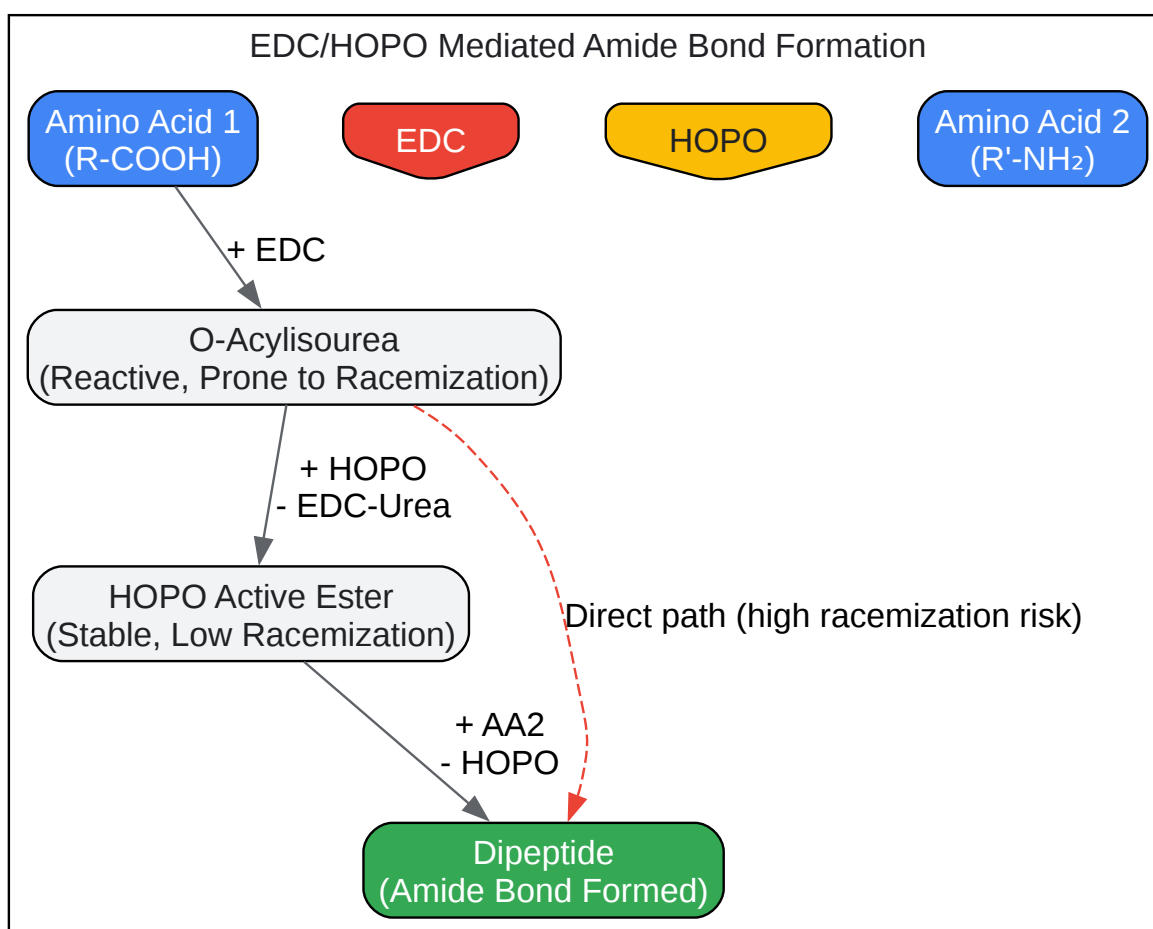 EDC/HOPO Mediated Amide Bond Formation
Amino Acid 1
(R-COOH)
EDC
HOPO
Amino Acid 2
(R'-NH₂)
+ EDC
O-Acylisourea
(Reactive, Prone to Racemization)
+ HOPO
- EDC-Urea
HOPO Active Ester
(Stable, Low Racemization)
Direct path (high racemization risk)
+ AA2
- HOPO
Dipeptide
(Amide Bond Formed)